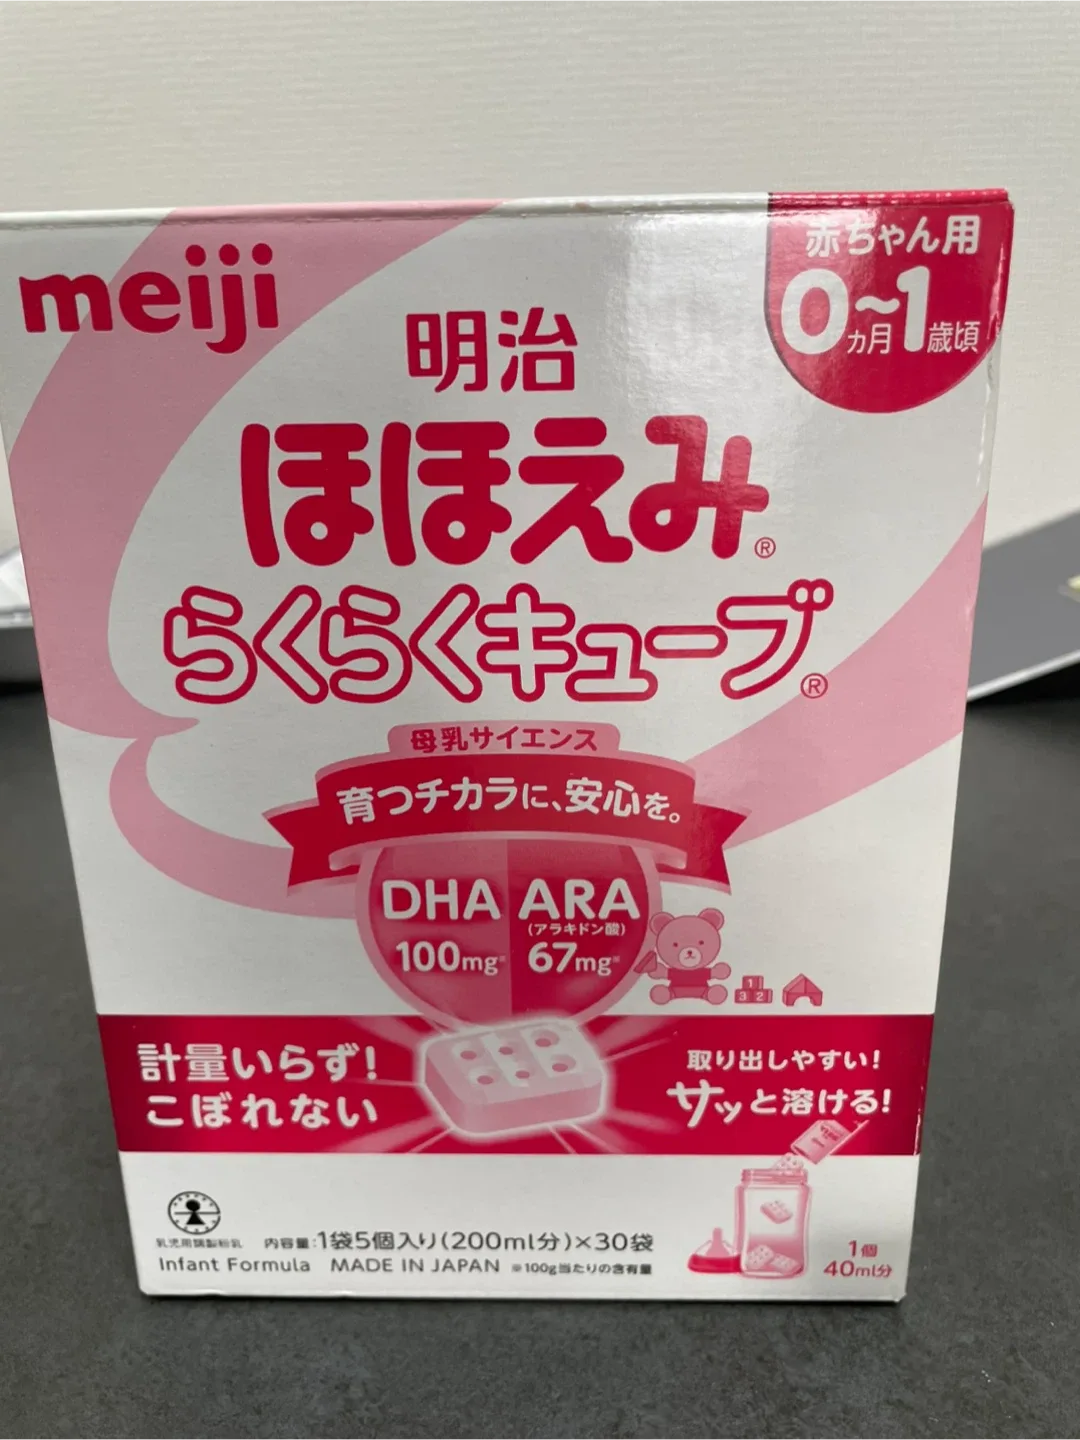 meiji
赤ちゃん用
0ヵ月~1歳頃
明治
ほほえみ®
らくらくキューブ®
母乳サイエンス
育つチカラに、安心を。
DHA 100mg※
ARA (アラキドン酸) 67mg※
1
3 2
計量いらず!
こぼれない
取り出しやすい!
サッと溶ける!
乳児用調製粉乳
内容量:1袋5個入り(200ml分)×30袋
Infant Formula MADE IN JAPAN ※100g当たりの含有量
1個
40ml分